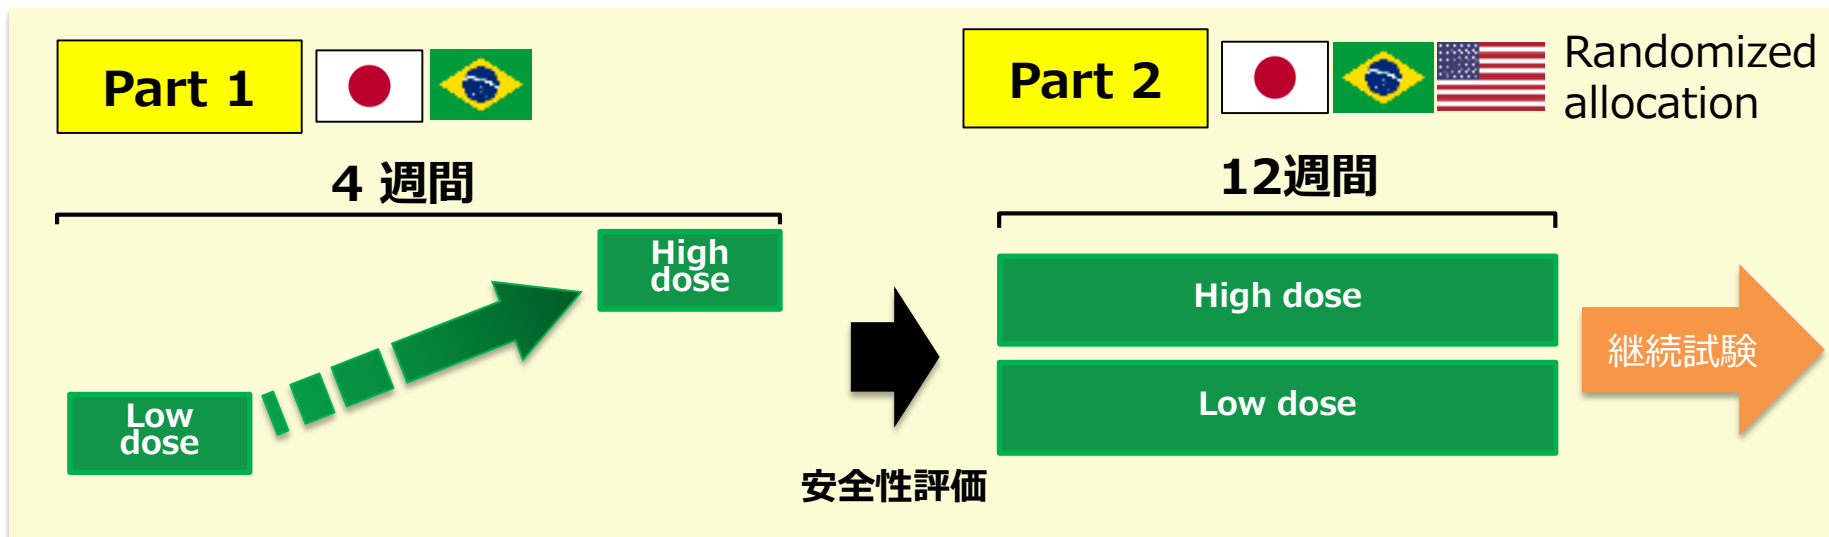 Part 1
4 週間
Low
dose
High
dose
安全性評価
Part 2
Randomized
allocation
12週間
High dose
Low dose
継続試験